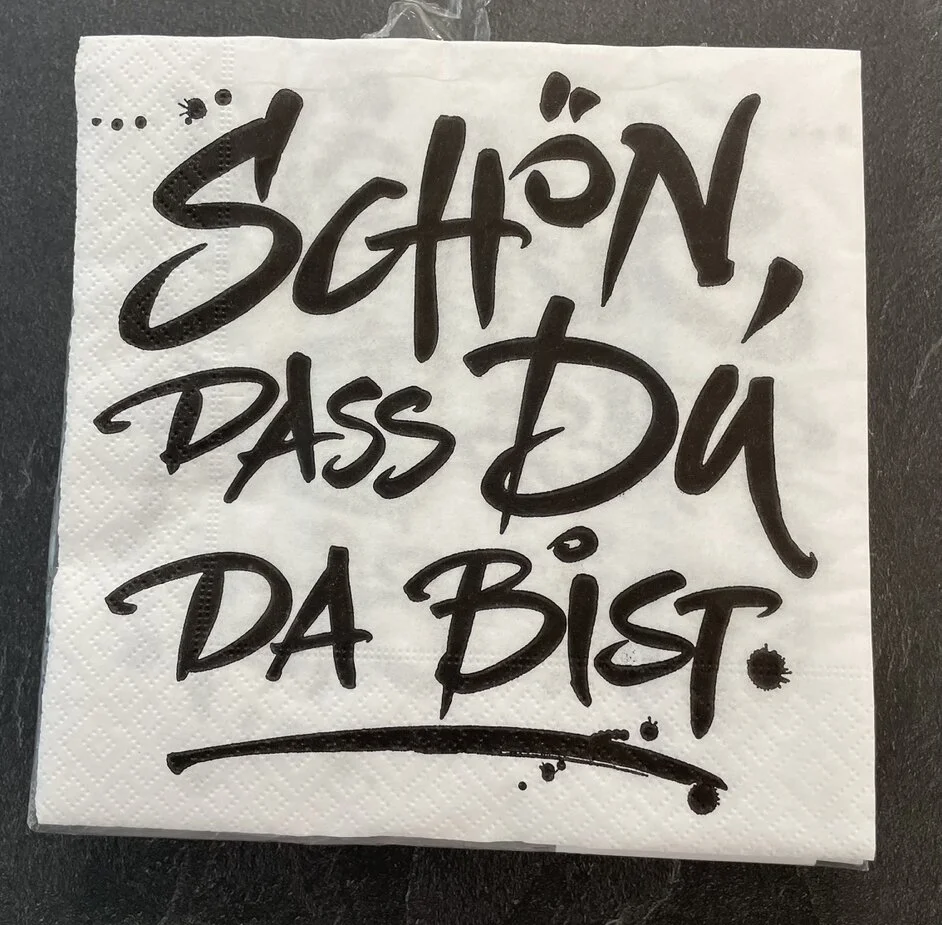 SCHÖN,
DASS DU
DA BiST.